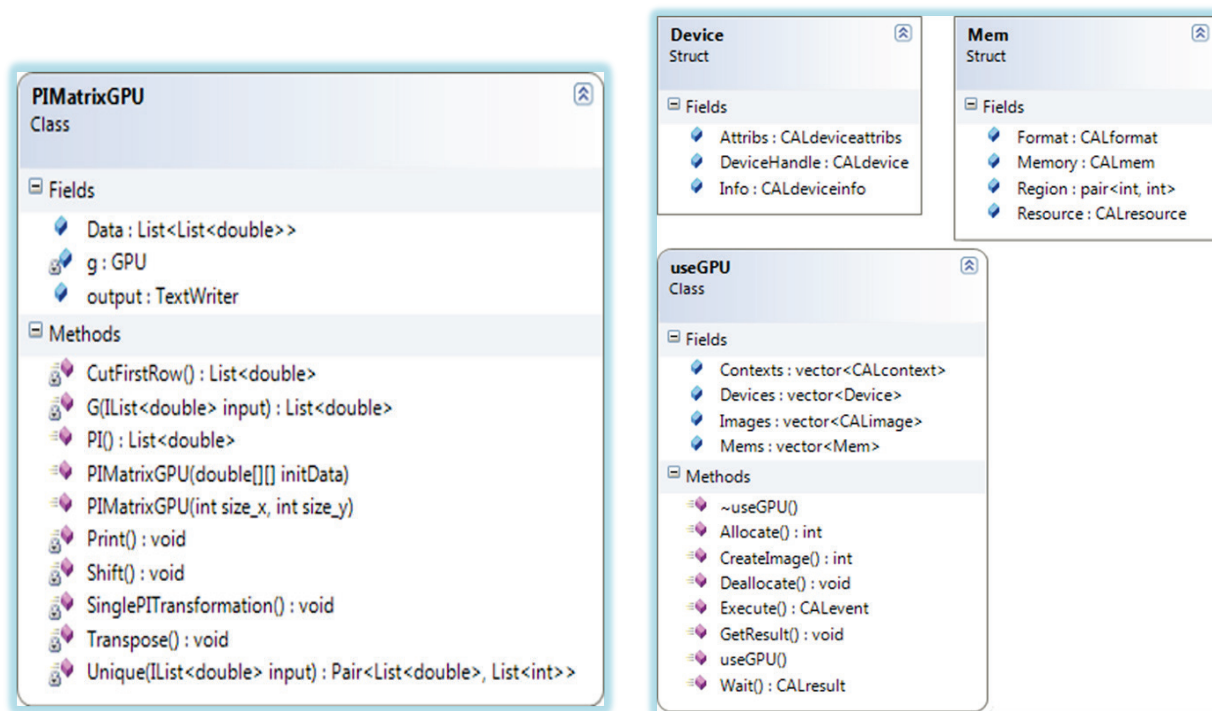 PIMatrixGPU
Class
Fields
Data : List<List<double>>
g : GPU
output : TextWriter
Methods
CutFirstRow() : List<double>
G(IList<double> input) : List<double>
PI() : List<double>
PIMatrixGPU(double[][] initData)
PIMatrixGPU(int size_x, int size_y)
Print() : void
Shift() : void
SinglePITransformation() : void
Transpose() : void
Unique(IList<double> input) : Pair<List<double>, List<int>>
Device
Struct
Fields
Attribs : CALdeviceattribs
DeviceHandle : CALdevice
Info : CALdeviceinfo
Mem
Struct
Fields
Format : CALformat
Memory : CALmem
Region : pair<int, int>
Resource : CALresource
useGPU
Class
Fields
Contexts : vector<CALcontext>
Devices : vector<Device>
Images : vector<CALimage>
Mems : vector<Mem>
Methods
~useGPU()
Allocate() : int
CreateImage() : int
Deallocate() : void
Execute() : CALevent
GetResult() : void
useGPU()
Wait() : CALresult